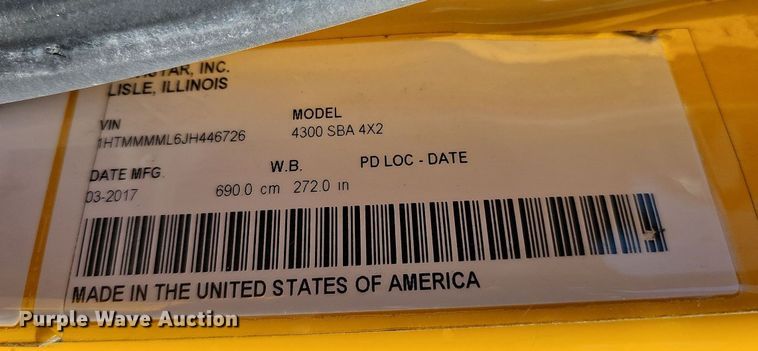 INC.
LISLE, ILLINOIS
VIN
1HTMMMML6JH446726
MODEL
4300 SBA 4X2
DATE MFG.
03-2017
W.B.
690.0 cm 272.0 in
PD LOC - DATE
MADE IN THE UNITED STATES OF AMERICA
Purple Wave Auction